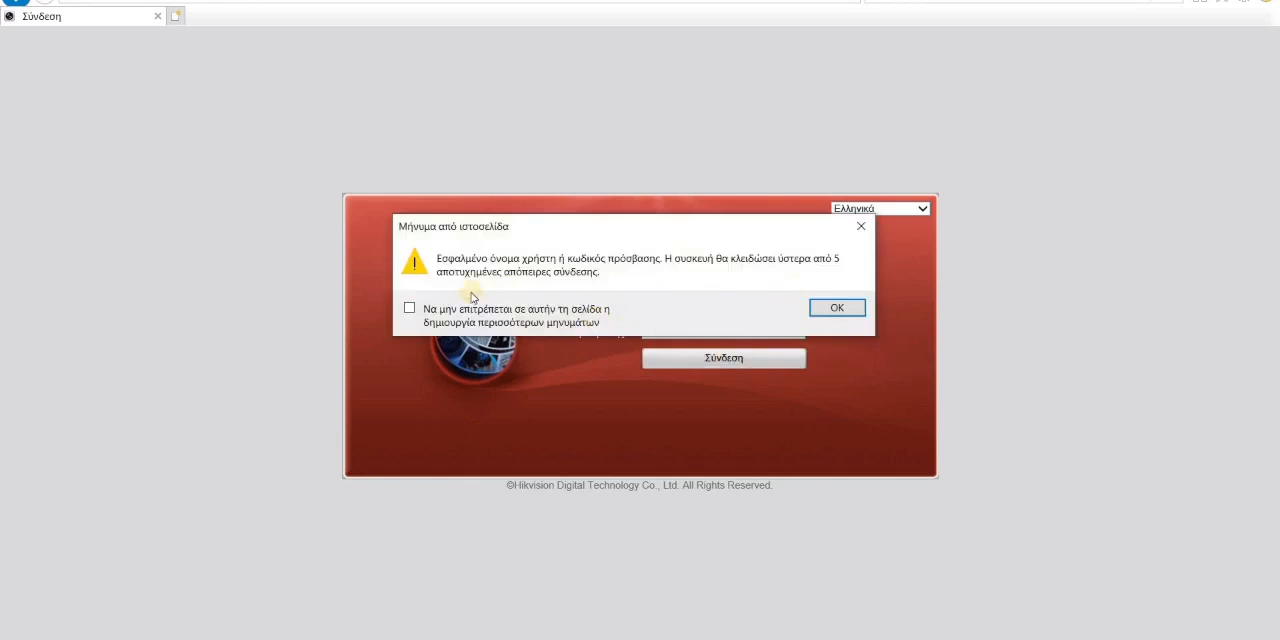 Σύνδεση
Ελληνικά
Μήνυμα από ιστοσελίδα
Εσφαλμένο όνομα χρήστη ή κωδικός πρόσβασης. Η συσκευή θα κλειδώσει ύστερα από 5
αποτυχημένες απόπειρες σύνδεσης.
Να μην επιτρέπεται σε αυτήν τη σελίδα η
δημιουργία περισσότερων μηνυμάτων
OK
Σύνδεση
©Hikvision Digital Technology Co., Ltd. All Rights Reserved.